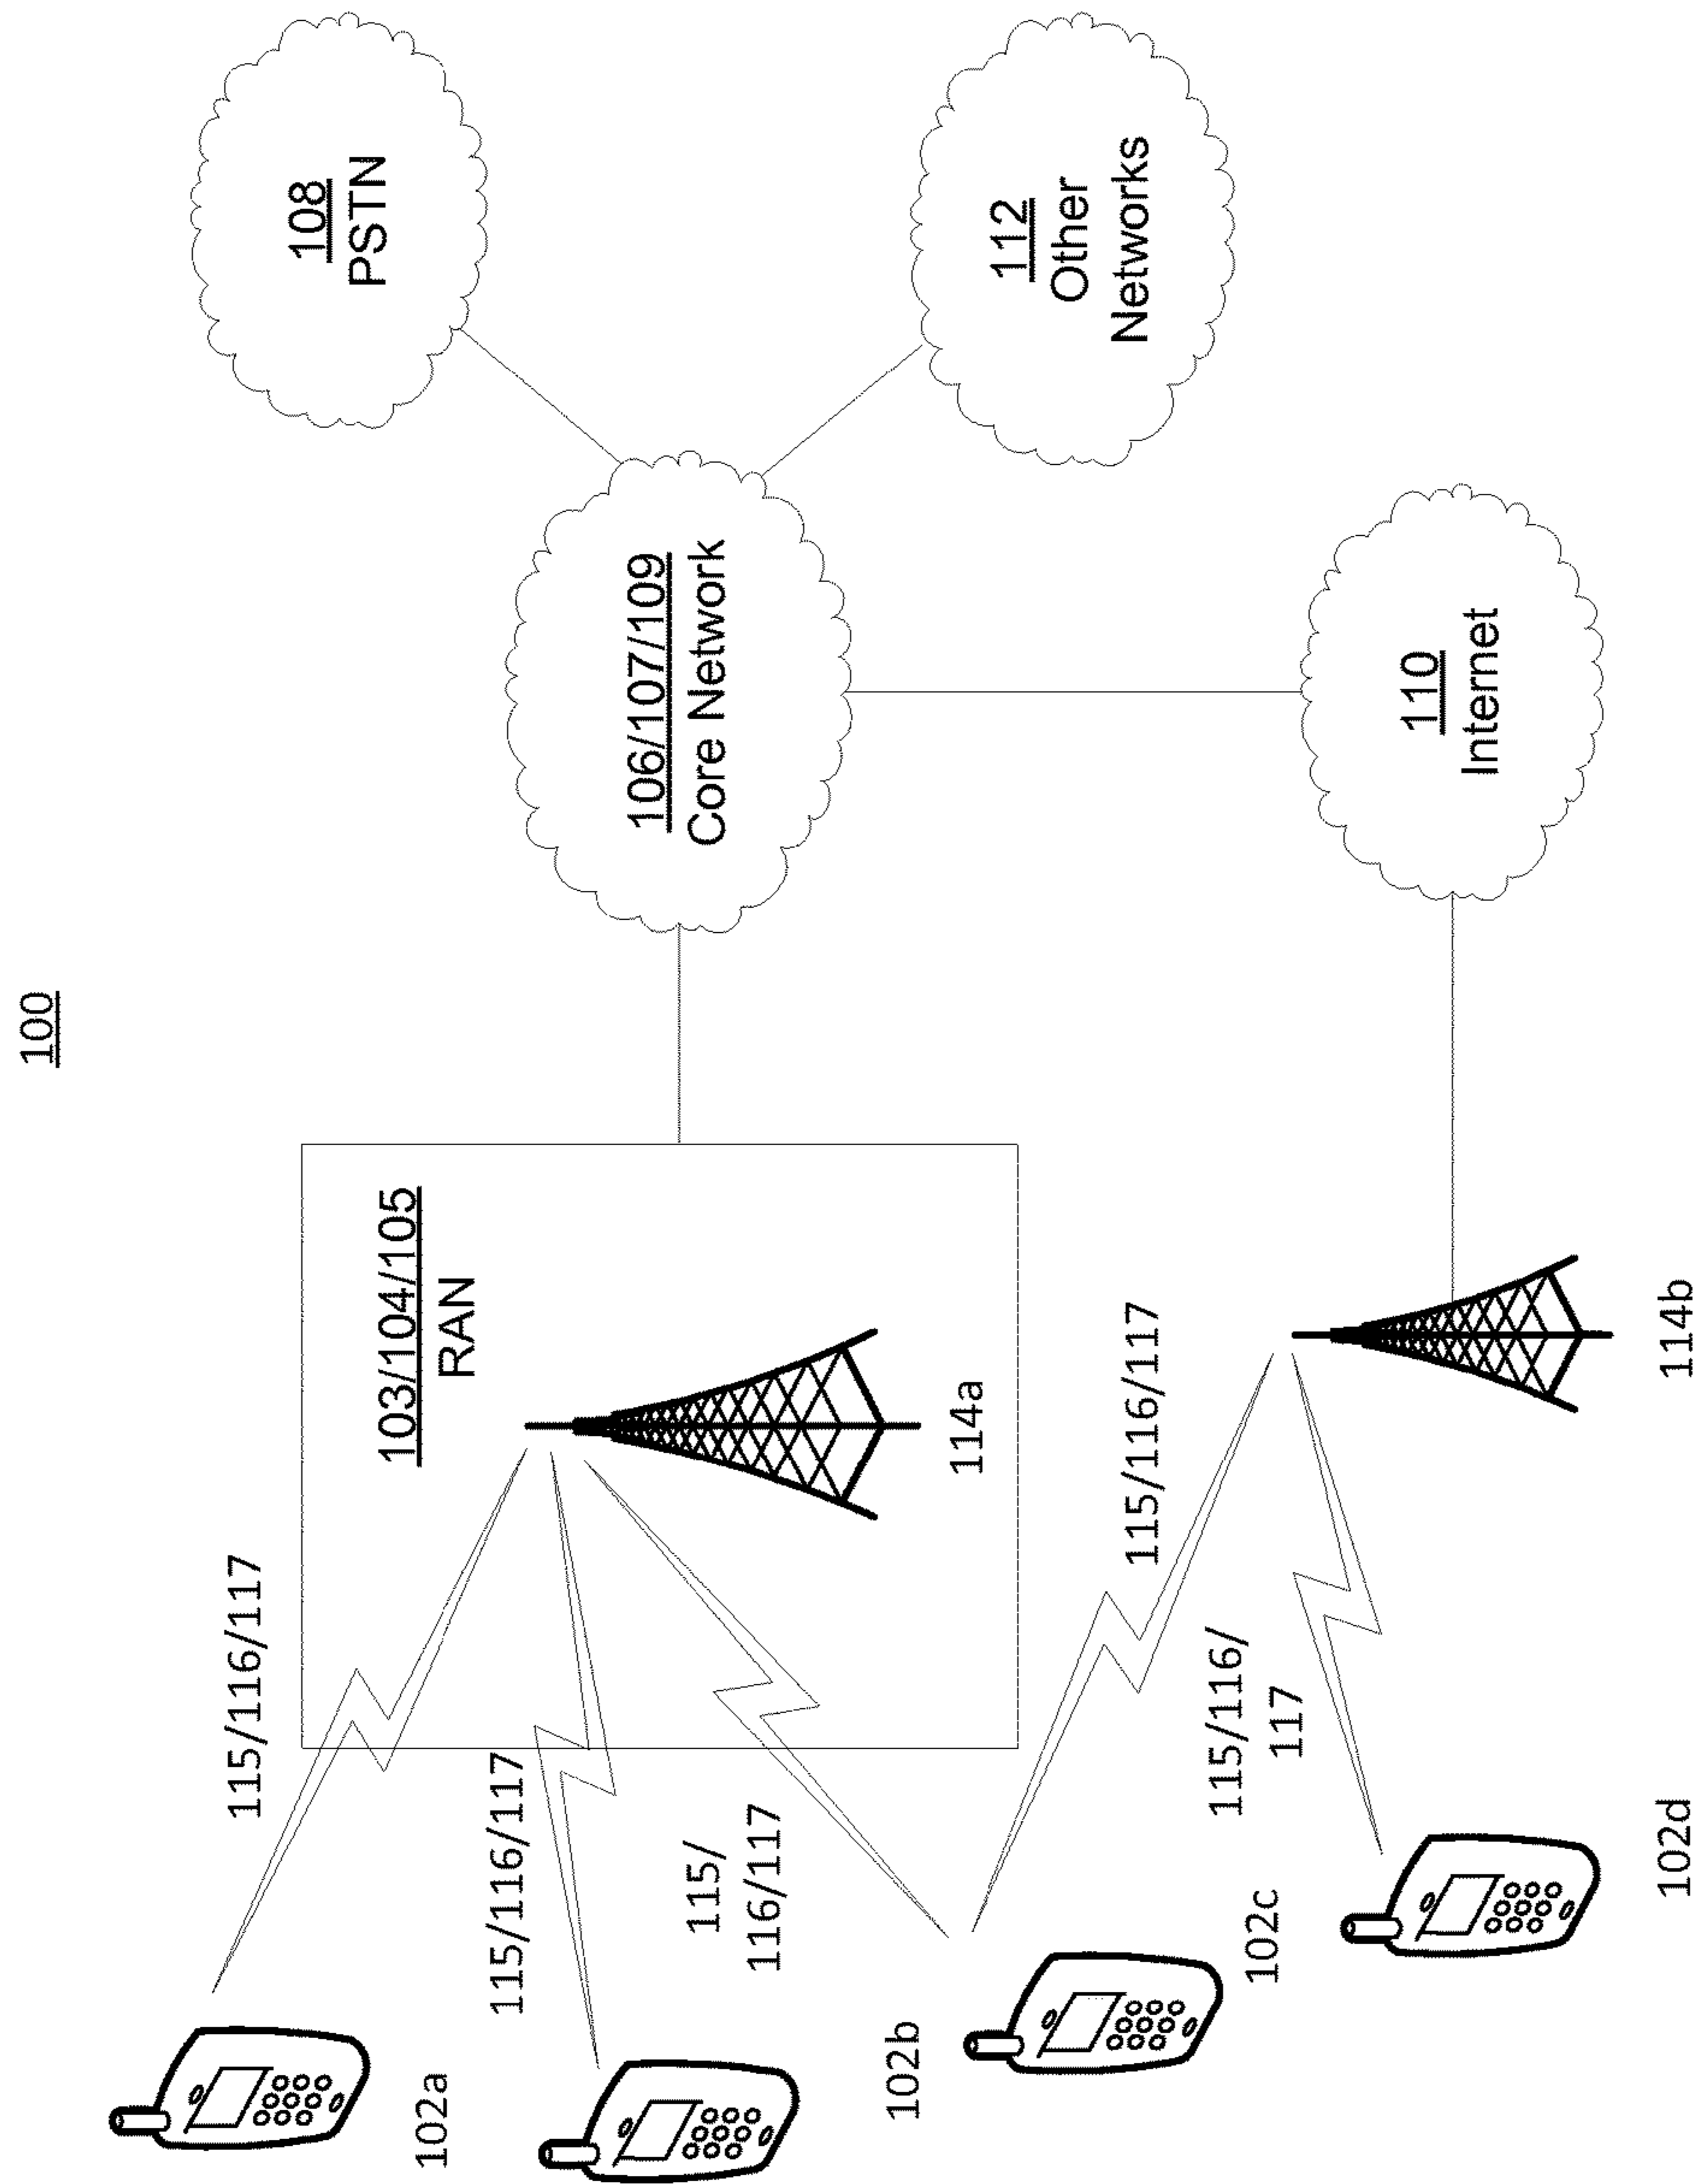 100
108
PSTN
106/107/109
Core Network
112
Other
Networks
103/104/105
RAN
115/116/117
114a
102a
115/116/117
115/
116/117
102b
115/116/117
110
Internet
102c
115/116/
117
114b
102d